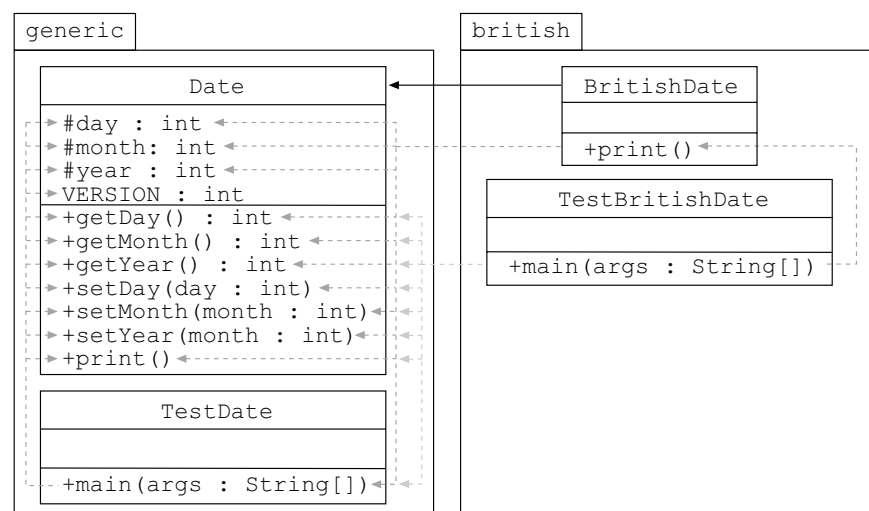 generic
Date
#day : int
#month: int
#year : int
VERSION : int
+getDay() : int
+getMonth() : int
+getYear() : int
+setDay(day : int)
+setMonth(month : int)
+setYear(month : int)
+print()
TestDate
+main(args : String[])
british
BritishDate
+print()
TestBritishDate
+main(args : String[])